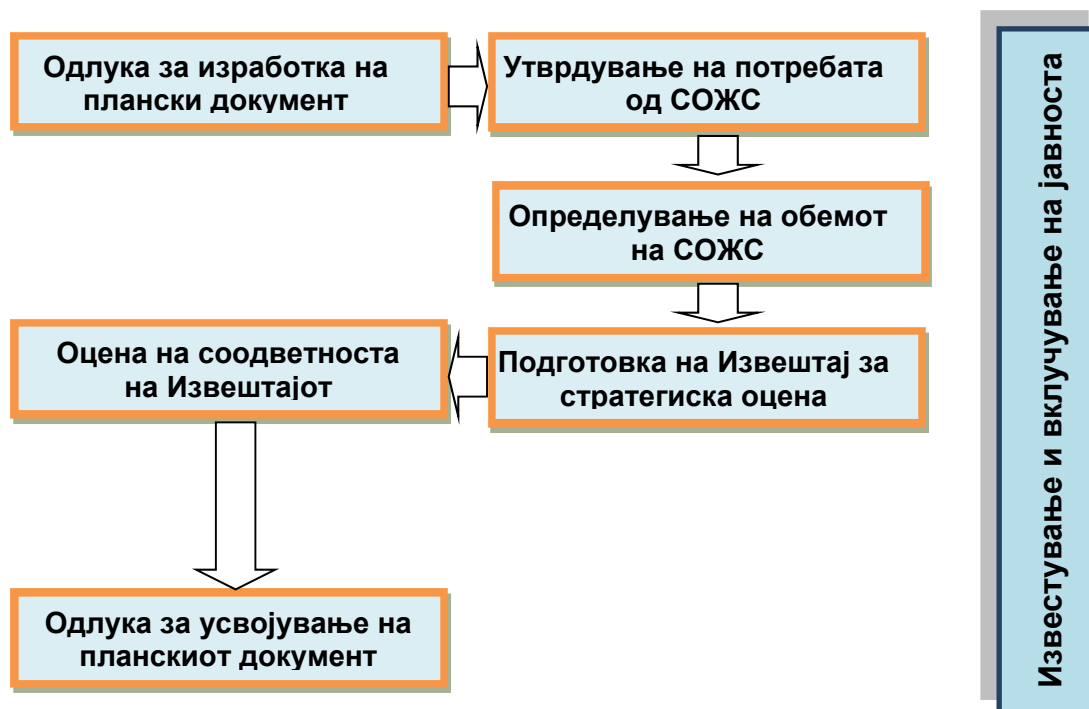 Одлука за изработка на
плански документ
Утврдување на потребата
од СОЖС
Определување на обемот
на СОЖС
Подготовка на Извештај за
стратегиска оцена
Оцена на соодветноста
на Извештајот
Одлука за усвојување на
планскиот документ
Известување и вклучување на јавноста